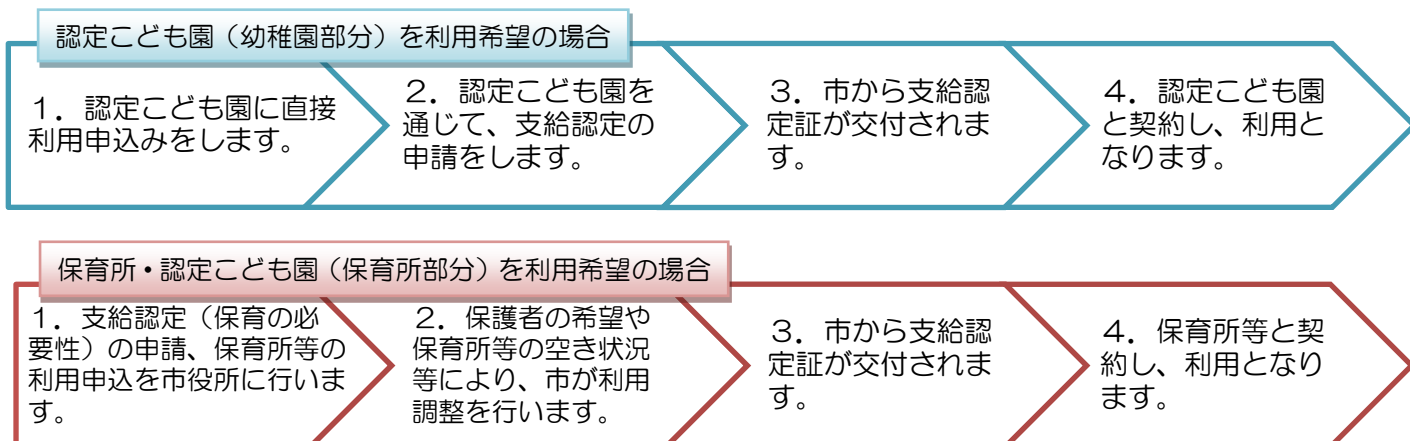 認定こども園(幼稚園部分)を利用希望の場合
1.認定こども園に直接
利用申込みをします。
2.認定こども園を
通じて、支給認定の
申請をします。
3.市から支給認
定証が交付されま
す。
4.認定こども園
と契約し、利用と
なります。
保育所・認定こども園(保育所部分)を利用希望の場合
1.支給認定(保育の必
要性)の申請、保育所等の
利用申込を市役所に行いま
す。
2.保護者の希望や
保育所等の空き状況
等により、市が利用
調整を行います。
3.市から支給認
定証が交付されま
す。
4.保育所等と契
約し、利用となり
ます。